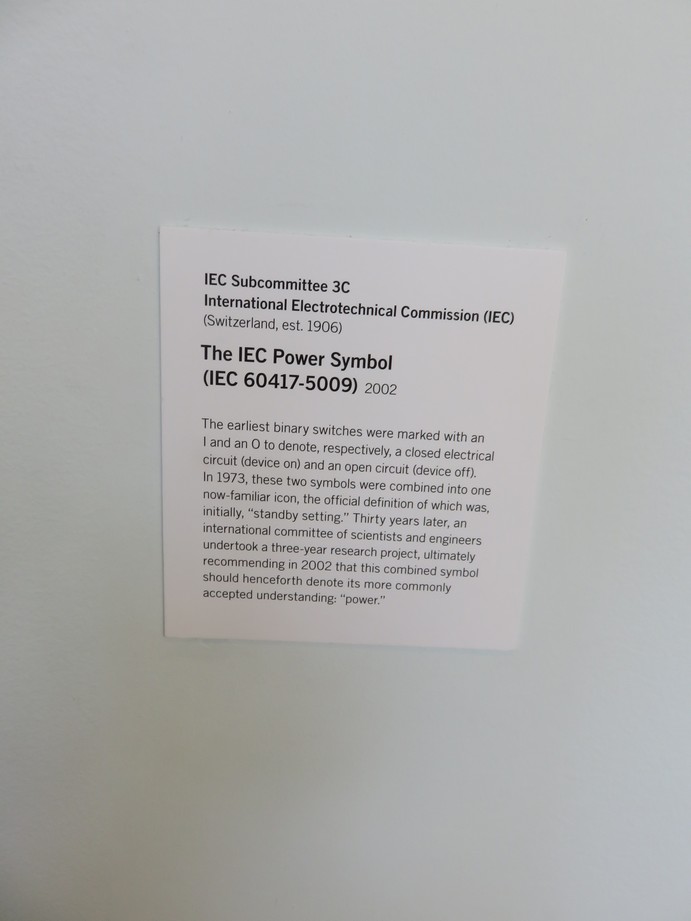 IEC Subcommittee 3C
International Electrotechnical Commission (IEC)
(Switzerland, est. 1906)
The IEC Power Symbol
(IEC 60417-5009) 2002
The earliest binary switches were marked with an
I and an O to denote, respectively, a closed electrical
circuit (device on) and an open circuit (device off).
In 1973, these two symbols were combined into one
now-familiar icon, the official definition of which was,
initially, “standby setting.” Thirty years later, an
international committee of scientists and engineers
undertook a three-year research project, ultimately
recommending in 2002 that this combined symbol
should henceforth denote its more commonly
accepted understanding: “power.”